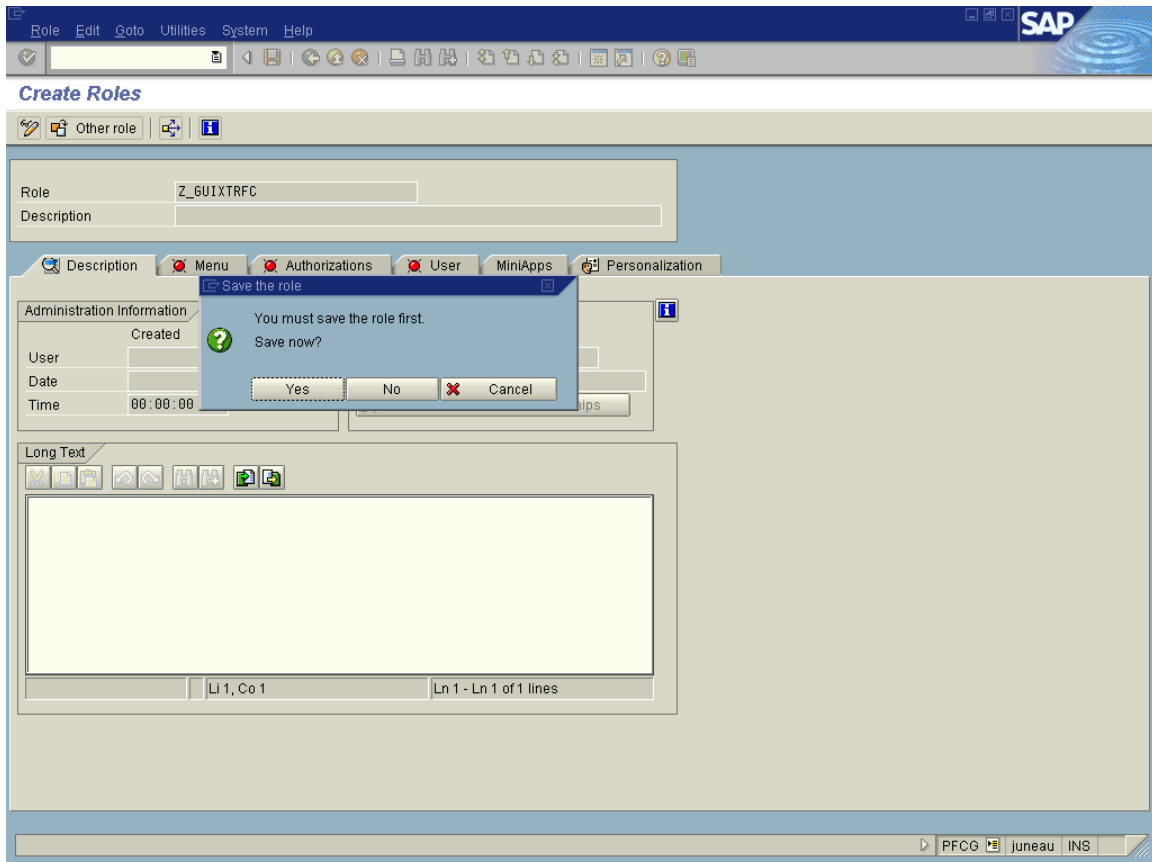 Role Edit Goto Utilities System Help
SAP
Create Roles
Other role
Role Z_GUIXTRFC
Description
Description Menu Authorizations User MiniApps Personalization
Save the role
Administration Information
You must save the role first.
Created
Save now?
User
Date
Yes No Cancel
Time 00:00:00
ips
Long Text
Li 1, Co 1 Ln 1 - Ln 1 of 1 lines
PFCG juneau INS